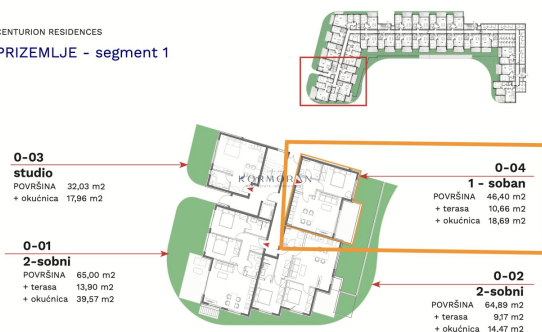 CENTURION RESIDENCES
PRIZEMLJE - segment 1
0-03
studio
POVRŠINA 32,03 m2
+ okućnica 17,96 m2
0-01
2-sobni
POVRŠINA 65,00 m2
+ terasa 13,90 m2
+ okućnica 39,57 m2
KORMORAN
0-04
1 - soban
POVRŠINA 46,40 m2
+ terasa 10,66 m2
+ okućnica 18,69 m2
0-02
2-sobni
POVRŠINA 64,89 m2
+ terasa 9,17 m2
+ okućnica 14,47 m2